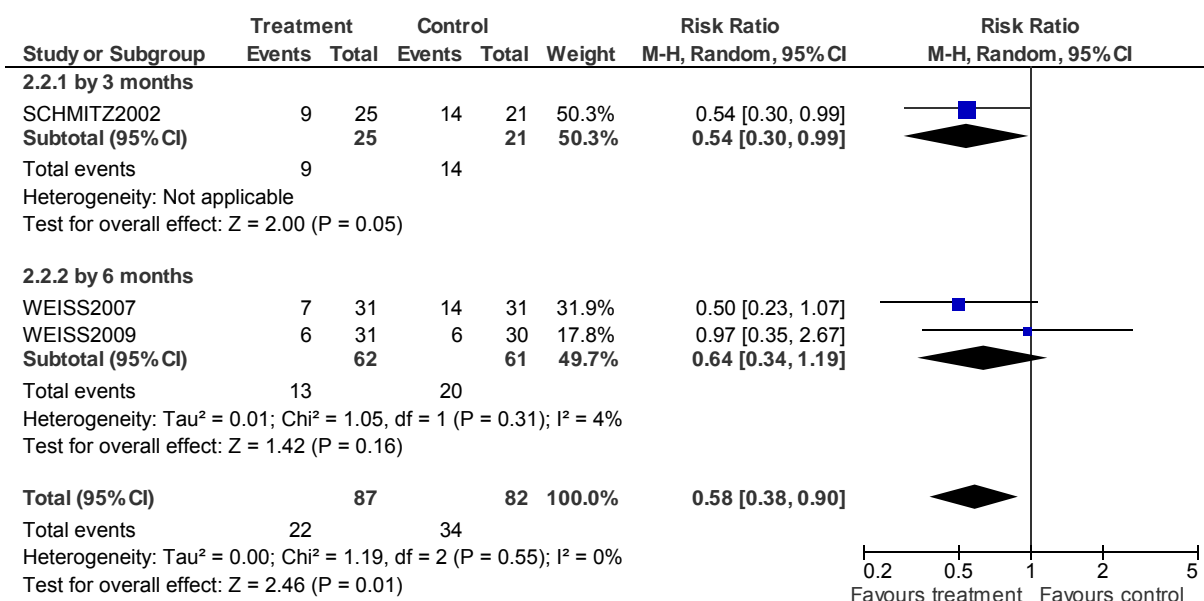 Treatment Control Risk Ratio Risk Ratio
Study or Subgroup Events Total Events Total Weight M-H, Random, 95% CI M-H, Random, 95% CI
2.2.1 by 3 months
SCHMITZ2002 9 25 14 21 50.3% 0.54 [0.30, 0.99]
Subtotal (95% CI) 25 21 50.3% 0.54 [0.30, 0.99]
Total events 9 14
Heterogeneity: Not applicable
Test for overall effect: Z = 2.00 (P = 0.05)
2.2.2 by 6 months
WEISS2007 7 31 14 31 31.9% 0.50 [0.23, 1.07]
WEISS2009 6 31 6 30 17.8% 0.97 [0.35, 2.67]
Subtotal (95% CI) 62 61 49.7% 0.64 [0.34, 1.19]
Total events 13 20
Heterogeneity: Tau² = 0.01; Chi² = 1.05, df = 1 (P = 0.31); I² = 4%
Test for overall effect: Z = 1.42 (P = 0.16)
Total (95% CI) 87 82 100.0% 0.58 [0.38, 0.90]
Total events 22 34
Heterogeneity: Tau² = 0.00; Chi² = 1.19, df = 2 (P = 0.55); I² = 0%
Test for overall effect: Z = 2.46 (P = 0.01)
0.2 0.5 1 2 5
Favours treatment Favours control